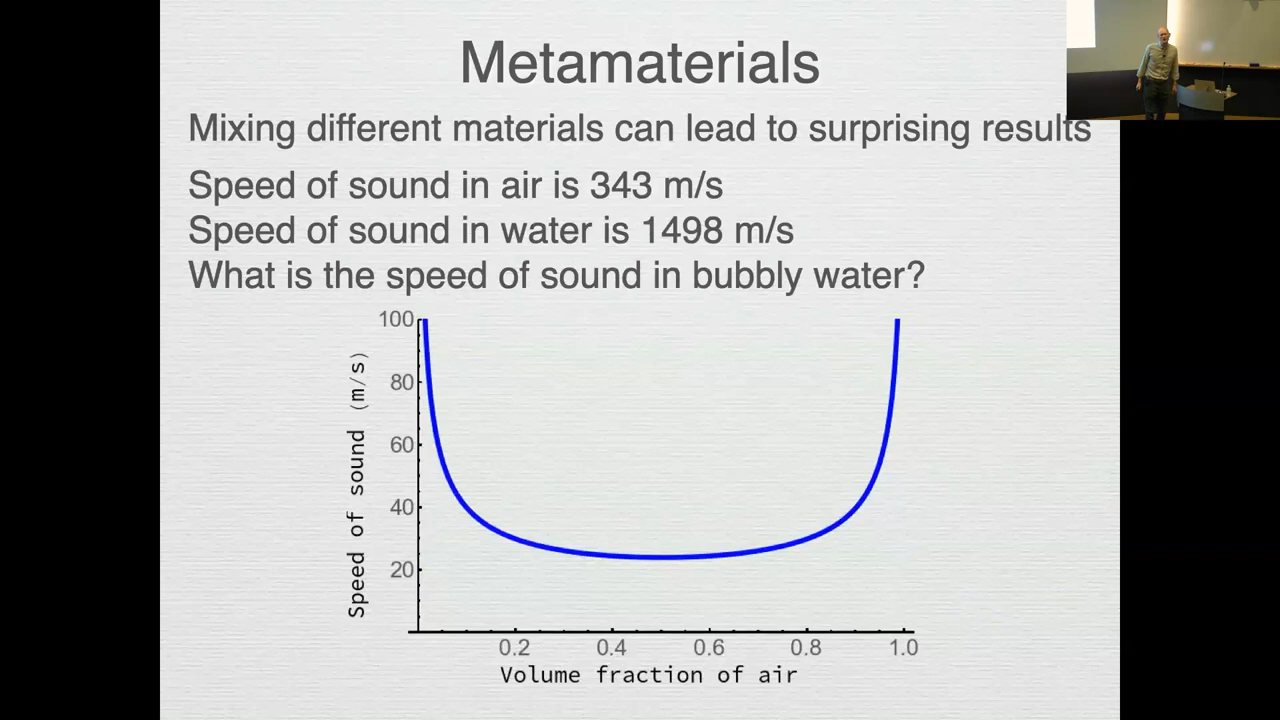 Metamaterials
Mixing different materials can lead to surprising results
Speed of sound in air is 343 m/s
Speed of sound in water is 1498 m/s
What is the speed of sound in bubbly water?
100
80
60
40
20
Speed of sound (m/s)
0.2 0.4 0.6 0.8 1.0
Volume fraction of air